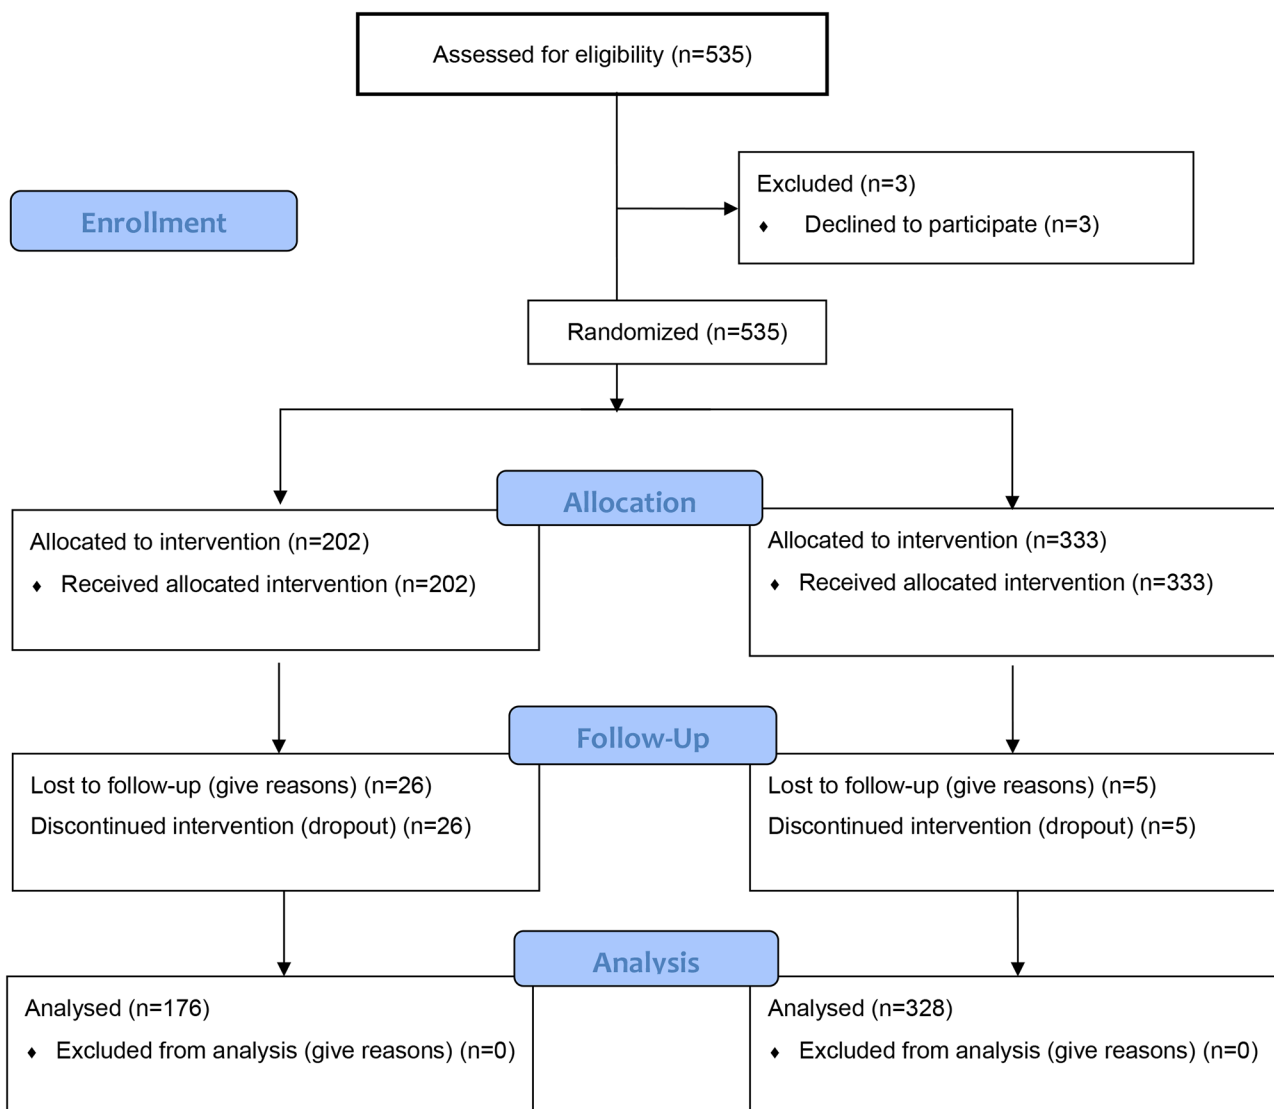 Assessed for eligibility (n=535)
Excluded (n=3)
♦ Declined to participate (n=3)
Enrollment
Randomized (n=535)
Allocation
Allocated to intervention (n=202)
♦ Received allocated intervention (n=202)
Allocated to intervention (n=333)
♦ Received allocated intervention (n=333)
Follow-Up
Lost to follow-up (give reasons) (n=26)
Discontinued intervention (dropout) (n=26)
Lost to follow-up (give reasons) (n=5)
Discontinued intervention (dropout) (n=5)
Analysis
Analysed (n=176)
♦ Excluded from analysis (give reasons) (n=0)
Analysed (n=328)
♦ Excluded from analysis (give reasons) (n=0)